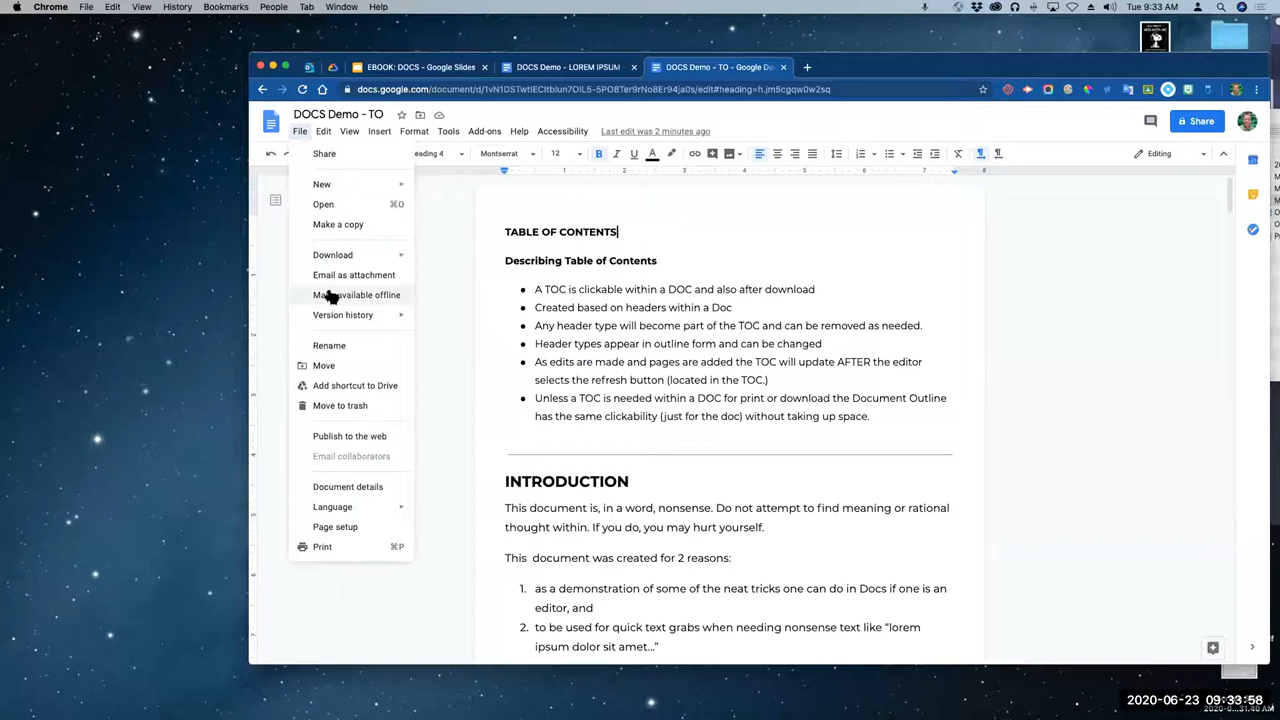 Chrome File Edit View History Bookmarks People Tab Window Help Tue 9:33 AM
EBOOK: DOCS - Google Slides DOCS Demo - LOREM IPSUM DOCS Demo - TO - Google Do
docs.google.com/document/d/1vN1DSTwtIECltblun7OIL5-5PO8Ter9rNo8Er94ja0s/edit#heading=h.jm5cgqw0w2sq
DOCS Demo - TO
File Edit View Insert Format Tools Add-ons Help Accessibility Last edit was 2 minutes ago
Share
eading 4 Montserrat 12 B I U A Editing
1 2 3 4 5 6 7 8
Share
New
Open ⌘O
Make a copy
Download
Email as attachment
Ma available offline
Version history
Rename
Move
Add shortcut to Drive
Move to trash
Publish to the web
Email collaborators
Document details
Language
Page setup
Print ⌘P
TABLE OF CONTENTS
Describing Table of Contents
● A TOC is clickable within a DOC and also after download
● Created based on headers within a Doc
● Any header type will become part of the TOC and can be removed as needed.
● Header types appear in outline form and can be changed
● As edits are made and pages are added the TOC will update AFTER the editor
selects the refresh button (located in the TOC.)
● Unless a TOC is needed within a DOC for print or download the Document Outline
has the same clickability (just for the doc) without taking up space.
INTRODUCTION
This document is, in a word, nonsense. Do not attempt to find meaning or rational
thought within. If you do, you may hurt yourself.
This document was created for 2 reasons:
1. as a demonstration of some of the neat tricks one can do in Docs if one is an
editor, and
2. to be used for quick text grabs when needing nonsense text like “lorem
ipsum dolor sit amet...”
2020-06-23 09:33:58